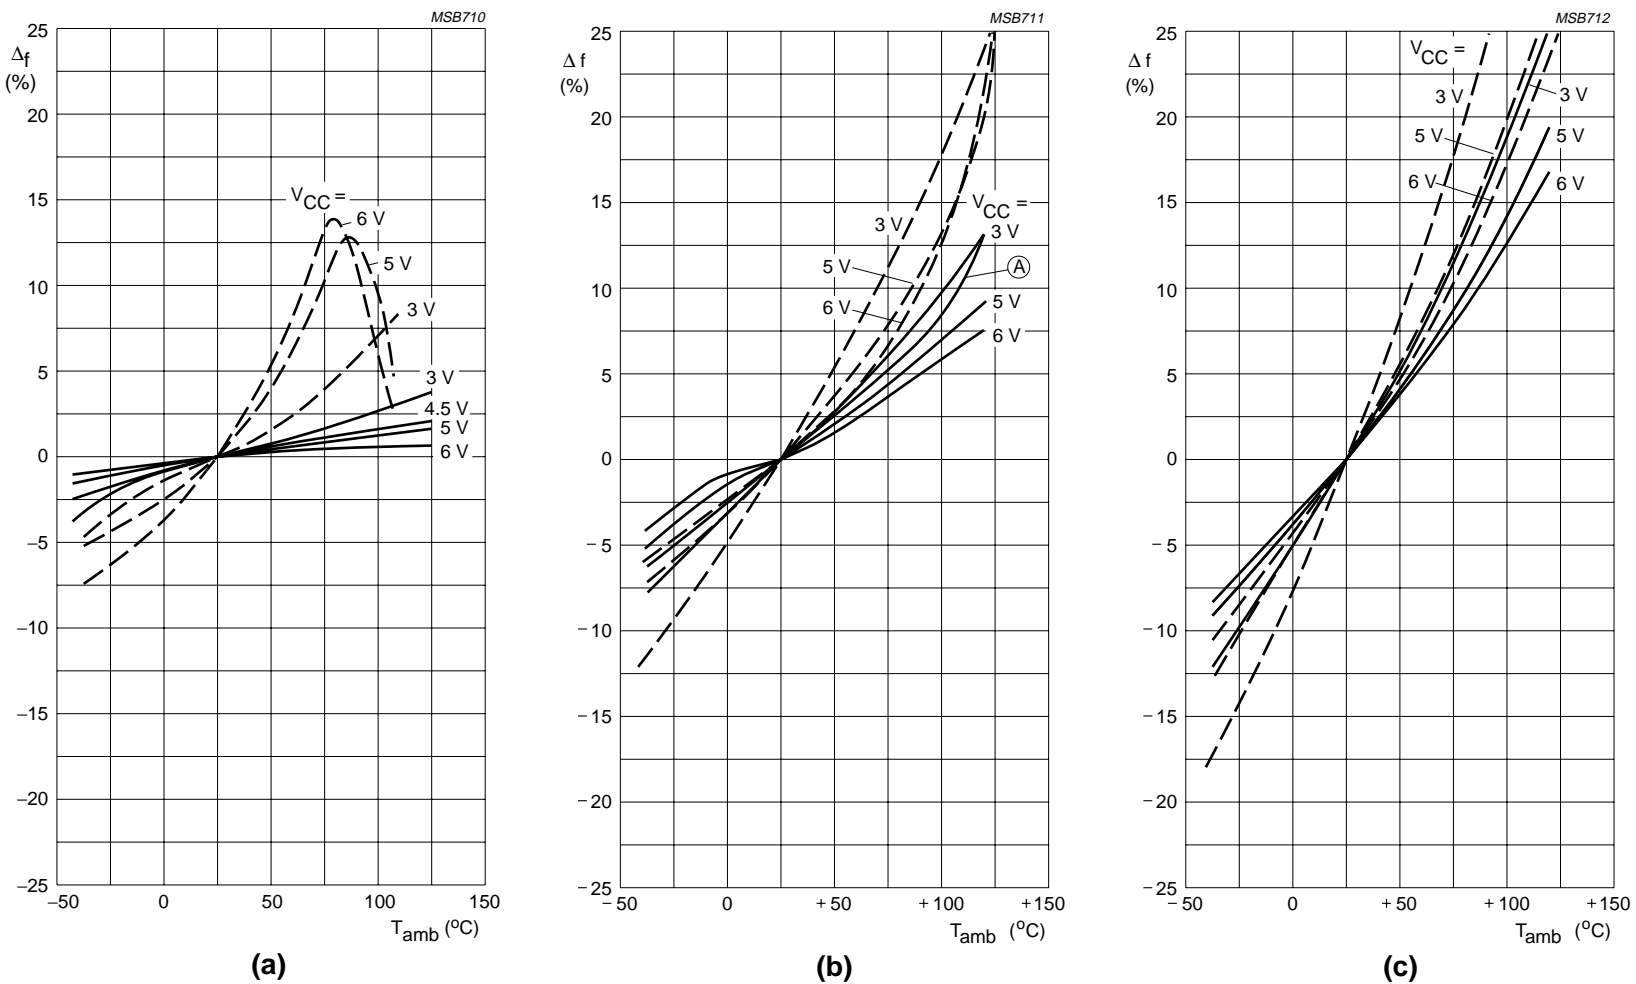 MSB710
25
Δf
(%)
20
15
10
5
0
–5
–10
–15
–20
–25
VCC =
6 V
5 V
3 V
3 V
4.5 V
5 V
6 V
–50
0
50
100
150
Tamb (oC)
(a)
MSB711
25
Δ f
(%)
20
15
10
5
0
– 5
– 10
– 15
– 20
– 25
3 V
5 V
6 V
VCC =
3 V
A
5 V
6 V
– 50
0
+ 50
+ 100
+ 150
Tamb (oC)
(b)
MSB712
25
Δ f
(%)
20
15
10
5
0
– 5
– 10
– 15
– 20
– 25
VCC =
3 V
5 V
6 V
3 V
5 V
6 V
– 50
0
+ 50
+ 100
+ 150
Tamb (oC)
(c)